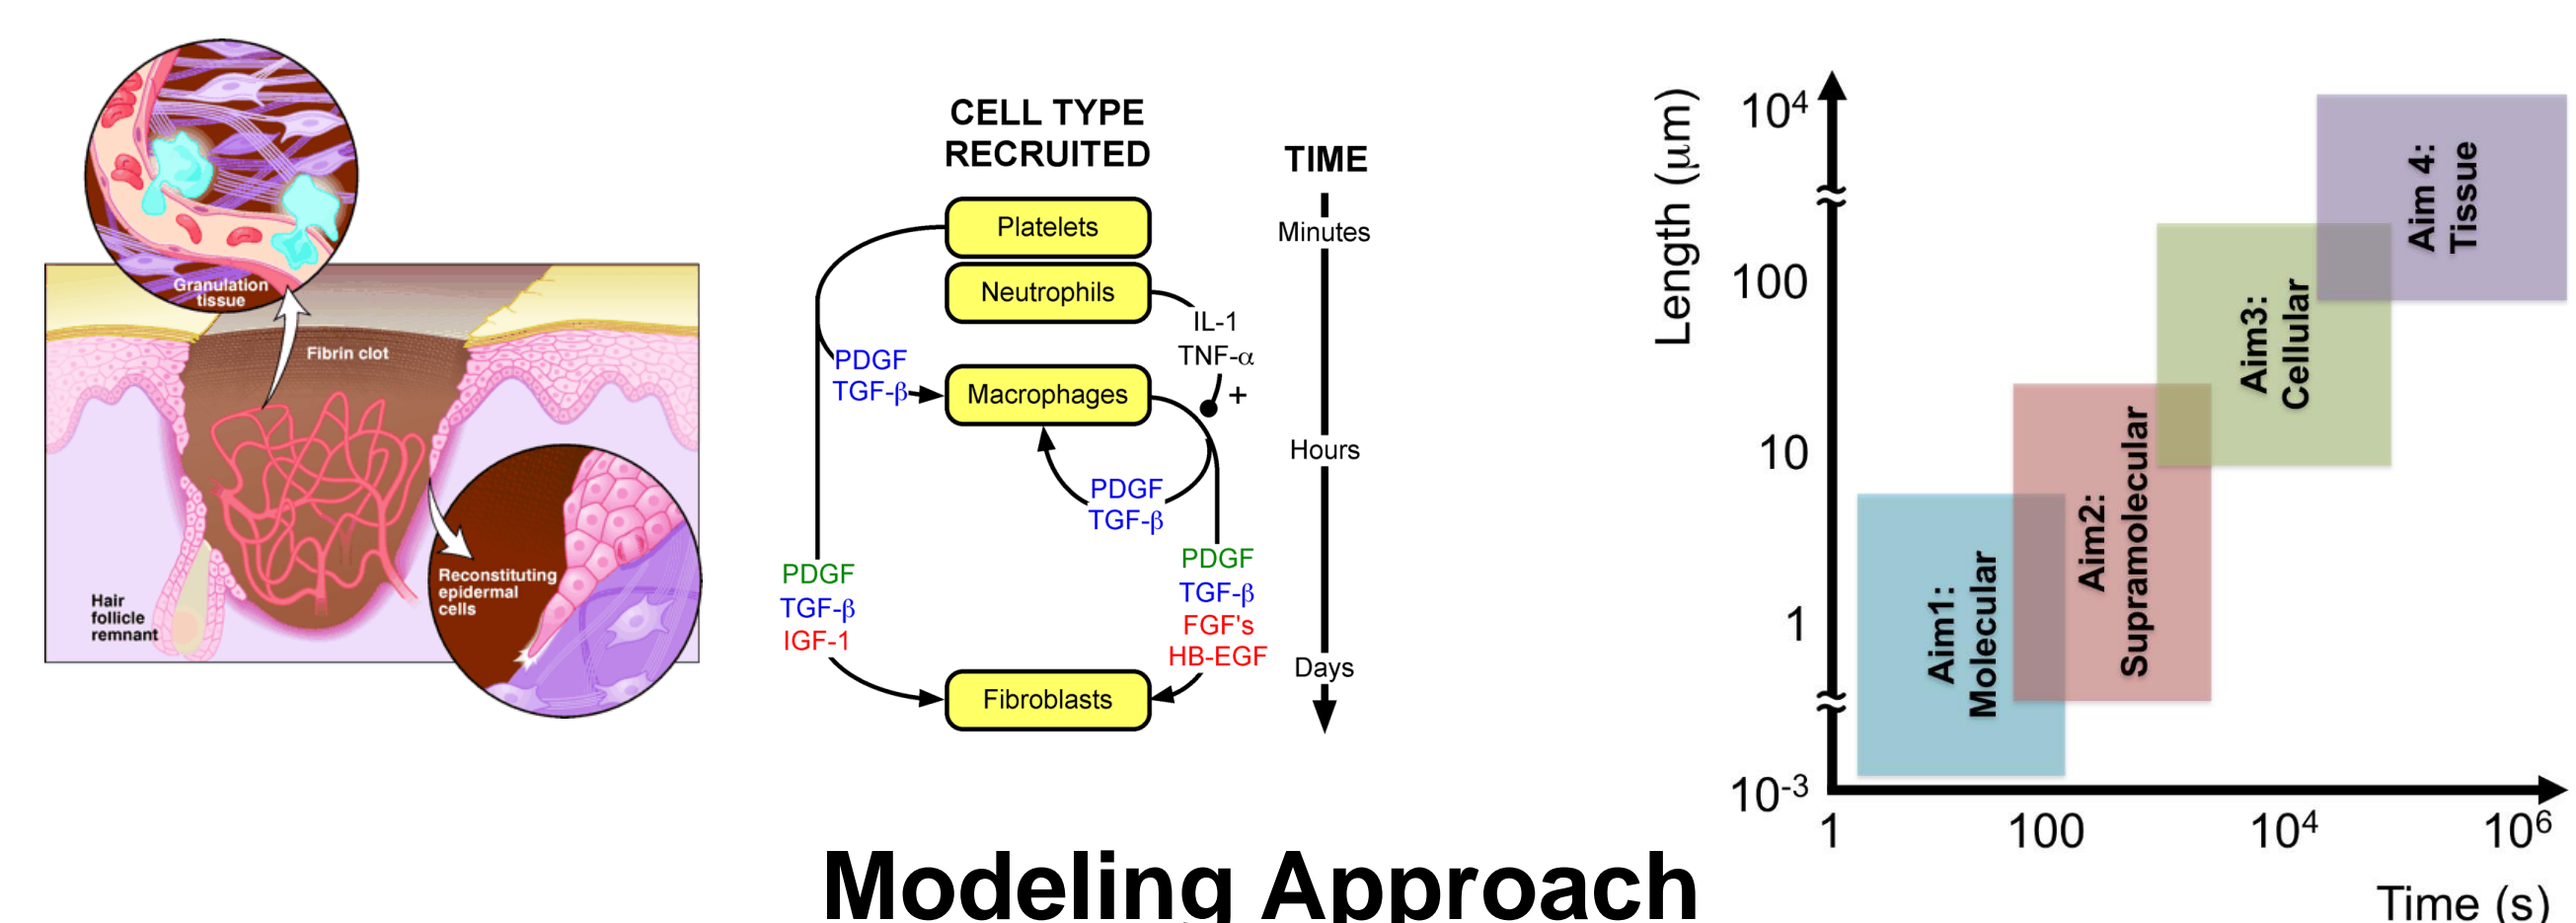 Granulation
tissue
Fibrin clot
Hair
follicle
remnant
Reconstituting
epidermal
cells
CELL TYPE
RECRUITED
Platelets
Neutrophils
IL-1
TNF-α
+
PDGF
TGF-β
Macrophages
PDGF
TGF-β
PDGF
TGF-β
IGF-1
PDGF
TGF-β
FGF's
HB-EGF
Fibroblasts
TIME
Minutes
Hours
Days
Length (µm)
10⁴
100
10
1
10⁻³
Aim1:
Molecular
Aim2:
Supramolecular
Aim3:
Cellular
Aim 4:
Tissue
1
100
10⁴
10⁶
Time (s)
Modeling Approach